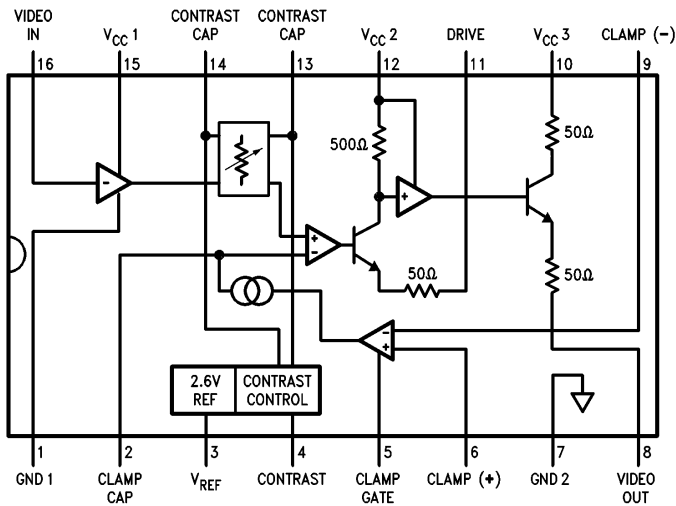 VIDEO
IN
VCC 1
CONTRAST
CAP
CONTRAST
CAP
VCC 2
DRIVE
VCC 3
CLAMP (-)
16
15
14
13
12
11
10
9
500Ω
50Ω
-
+
+
-
50Ω
50Ω
-
+
2.6V
REF
CONTRAST
CONTROL
1
2
3
4
5
6
7
8
GND 1
CLAMP
CAP
VREF
CONTRAST
CLAMP
GATE
CLAMP (+)
GND 2
VIDEO
OUT